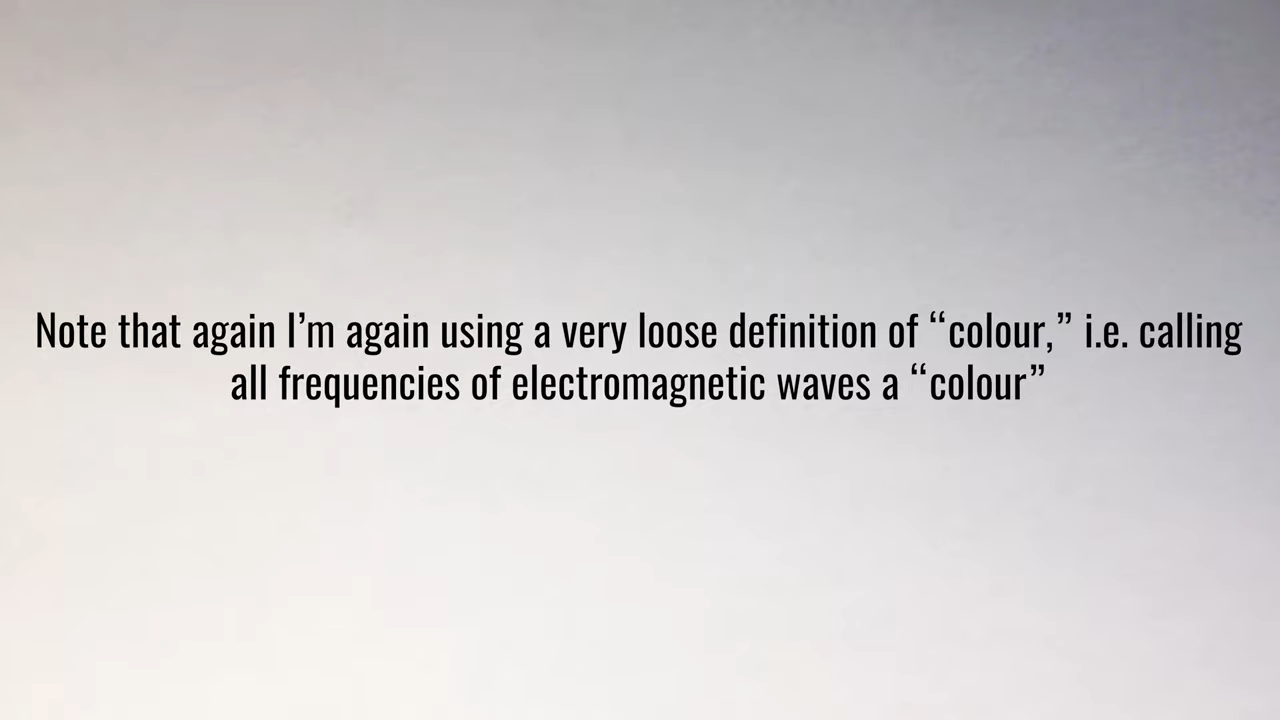 Note that again I’m again using a very loose definition of “colour,” i.e. calling
all frequencies of electromagnetic waves a “colour”